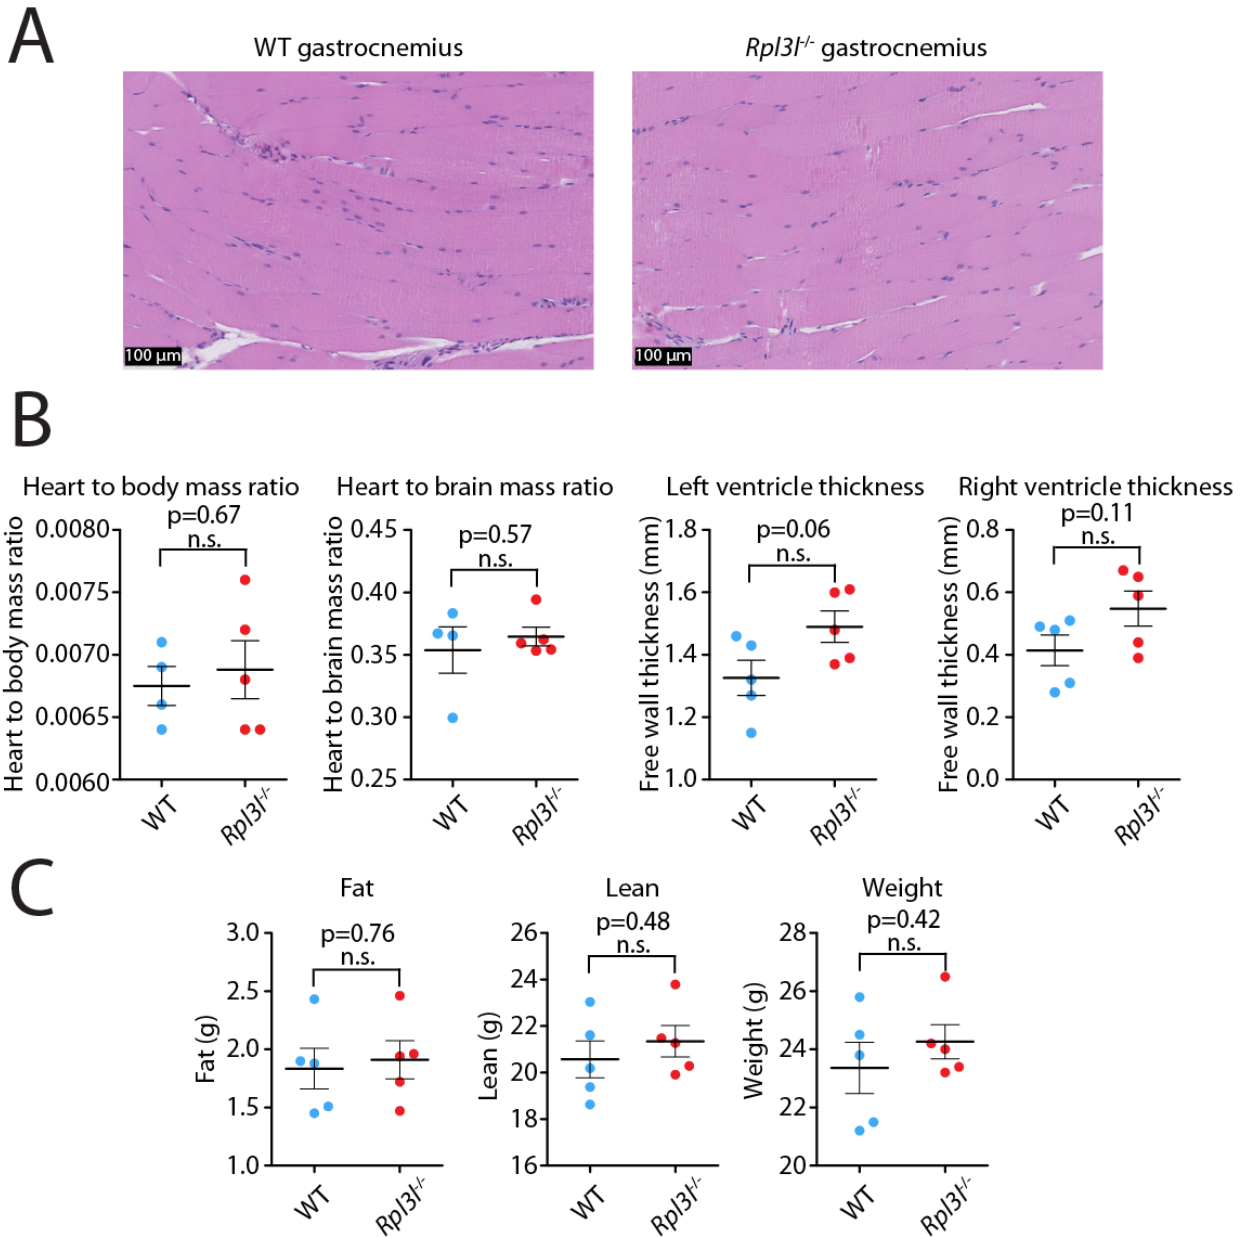 A
WT gastrocnemius
Rpl3l-/- gastrocnemius
100 µm
100 µm
B
Heart to body mass ratio
p=0.67
n.s.
Heart to body mass ratio
0.0080
0.0075
0.0070
0.0065
0.0060
WT
Rpl3l-/-
Heart to brain mass ratio
p=0.57
n.s.
Heart to brain mass ratio
0.45
0.40
0.35
0.30
0.25
WT
Rpl3l-/-
Left ventricle thickness
p=0.06
n.s.
Free wall thickness (mm)
1.8
1.6
1.4
1.2
1.0
WT
Rpl3l-/-
Right ventricle thickness
p=0.11
n.s.
Free wall thickness (mm)
0.8
0.6
0.4
0.2
0.0
WT
Rpl3l-/-
C
Fat
p=0.76
n.s.
Fat (g)
3.0
2.5
2.0
1.5
1.0
WT
Rpl3l-/-
Lean
p=0.48
n.s.
Lean (g)
26
24
22
20
18
16
WT
Rpl3l-/-
Weight
p=0.42
n.s.
Weight (g)
28
26
24
22
20
WT
Rpl3l-/-